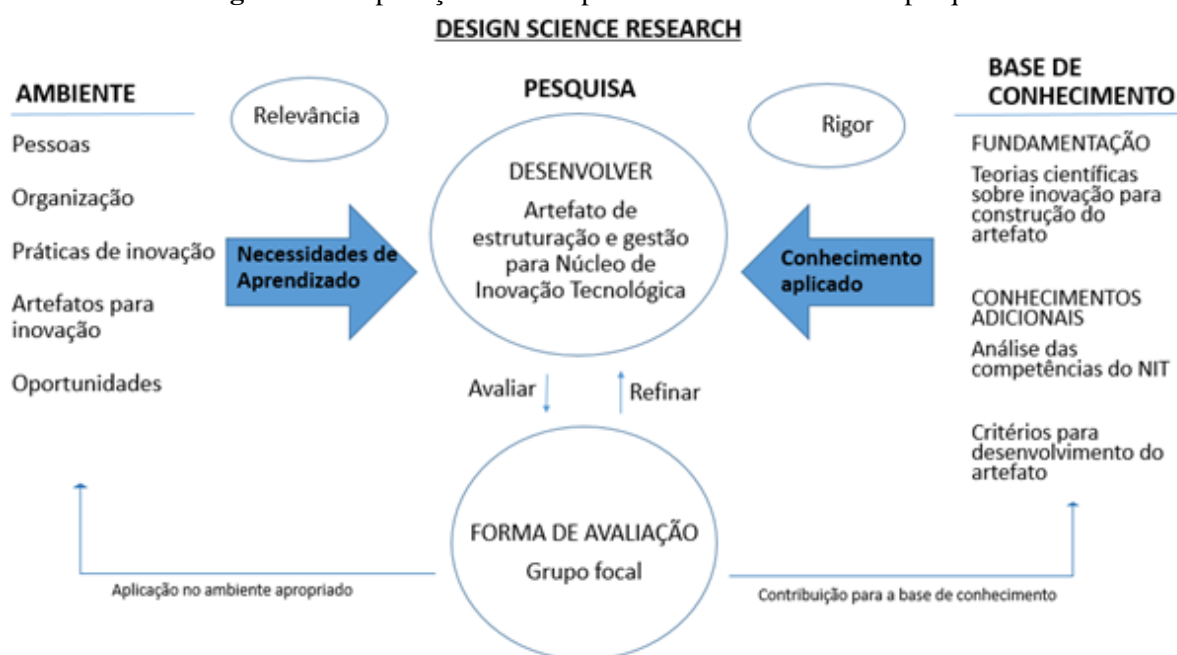 DESIGN SCIENCE RESEARCH
AMBIENTE
Pessoas
Organização
Práticas de inovação
Artefatos para
inovação
Oportunidades
Relevância
Necessidades de
Aprendizado
PESQUISA
DESENVOLVER
Artefato de
estruturação e gestão
para Núcleo de
Inovação Tecnológica
Avaliar
Refinar
FORMA DE AVALIAÇÃO
Grupo focal
Rigor
Conhecimento
aplicado
BASE DE
CONHECIMENTO
FUNDAMENTAÇÃO
Teorias científicas
sobre inovação para
construção do
artefato
CONHECIMENTOS
ADICIONAIS
Análise das
competências do NIT
Critérios para
desenvolvimento do
artefato
Aplicação no ambiente apropriado
Contribuição para a base de conhecimento